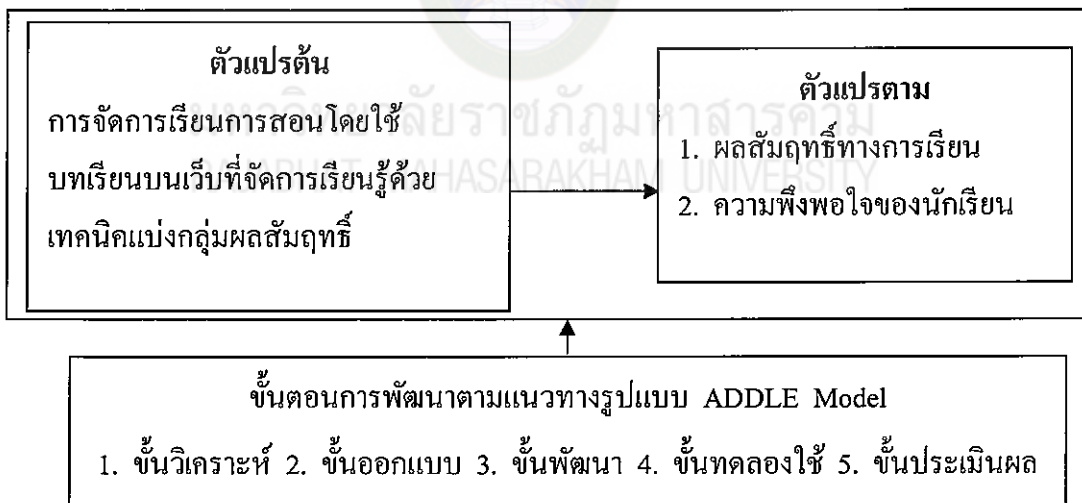 ตัวแปรต้น
การจัดการเรียนการสอนโดยใช้
บทเรียนบนเว็บที่จัดการเรียนรู้ด้วย
เทคนิคแบ่งกลุ่มผลสัมฤทธิ์
ตัวแปรตาม
1. ผลสัมฤทธิ์ทางการเรียน
2. ความพึงพอใจของนักเรียน
มหาวิทยาลัยราชภัฏมหาสารคาม
RAJABHAT MAHASARAKHAM UNIVERSITY
ขั้นตอนการพัฒนาตามแนวทางรูปแบบ ADDLE Model
1. ขั้นวิเคราะห์ 2. ขั้นออกแบบ 3. ขั้นพัฒนา 4. ขั้นทดลองใช้ 5. ขั้นประเมินผล